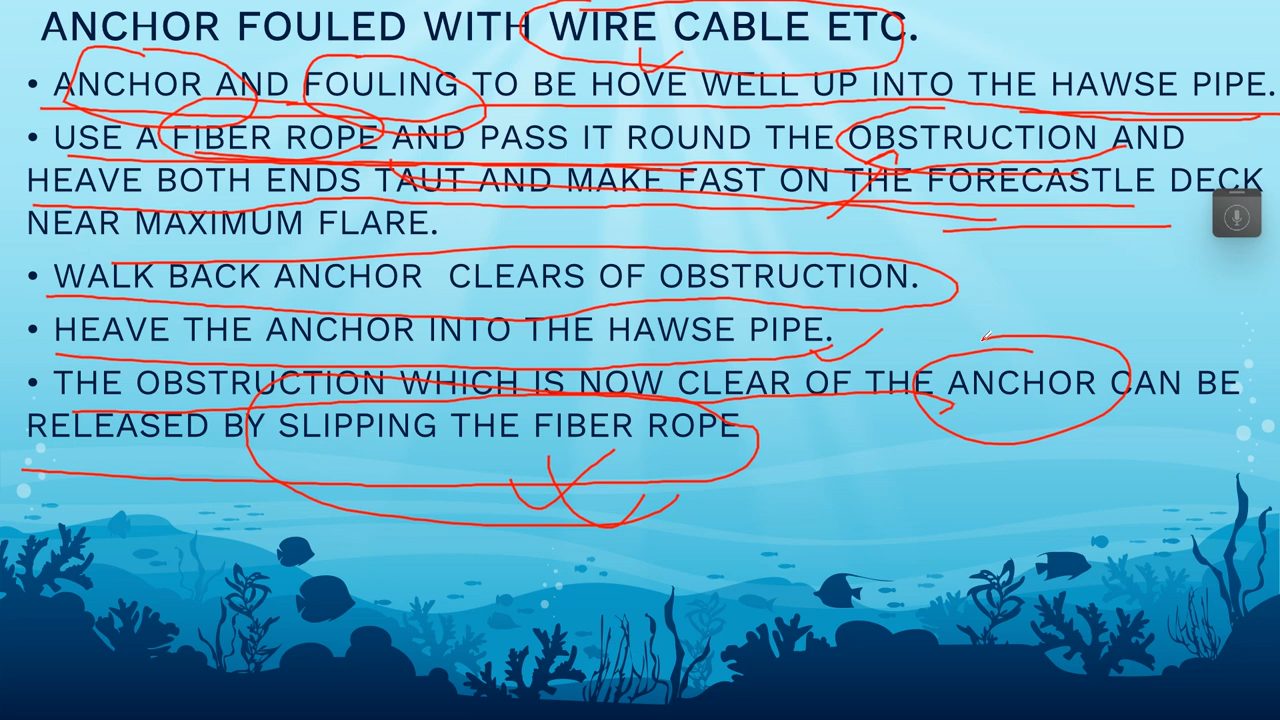 ANCHOR FOULED WITH WIRE CABLE ETC.
• ANCHOR AND FOULING TO BE HOVE WELL UP INTO THE HAWSE PIPE.
• USE A FIBER ROPE AND PASS IT ROUND THE OBSTRUCTION AND
HEAVE BOTH ENDS TAUT AND MAKE FAST ON THE FORECASTLE DECK
NEAR MAXIMUM FLARE.
• WALK BACK ANCHOR CLEARS OF OBSTRUCTION.
• HEAVE THE ANCHOR INTO THE HAWSE PIPE.
• THE OBSTRUCTION WHICH IS NOW CLEAR OF THE ANCHOR CAN BE
RELEASED BY SLIPPING THE FIBER ROPE